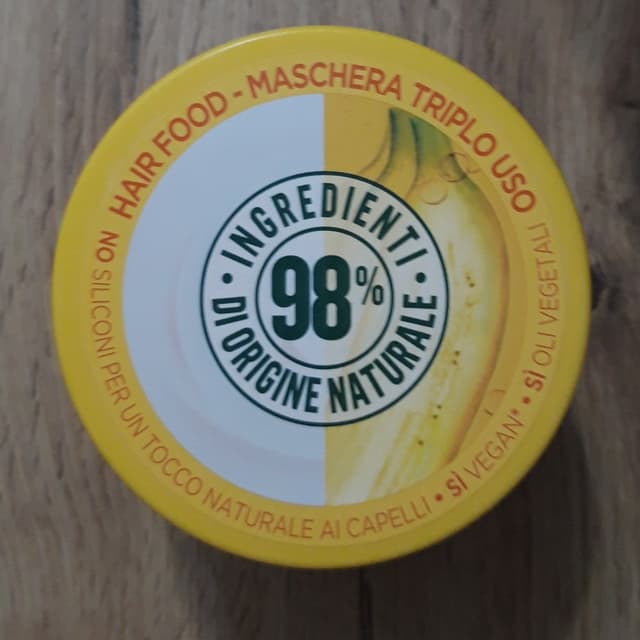 HAIR FOOD - MASCHERA TRIPLO USO
NO SILICONI PER UN TOCCO NATURALE AI CAPELLI • SÌ VEGAN* • SÌ OLI VEGETALI
• INGREDIENTI •
98%
DI ORIGINE NATURALE